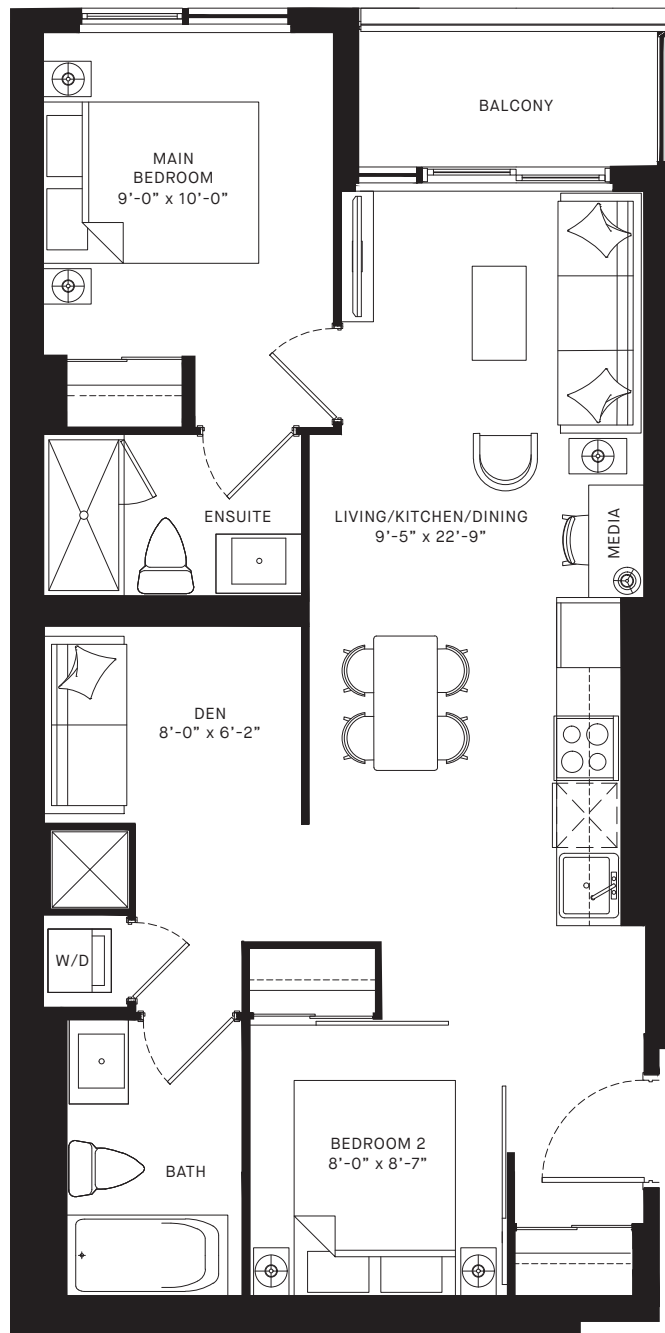 BALCONY
MAIN
BEDROOM
9’-0” x 10’-0”
ENSUITE
LIVING/KITCHEN/DINING
9’-5” x 22’-9”
MEDIA
DEN
8’-0” x 6’-2”
W/D
BEDROOM 2
8’-0” x 8’-7”
BATH